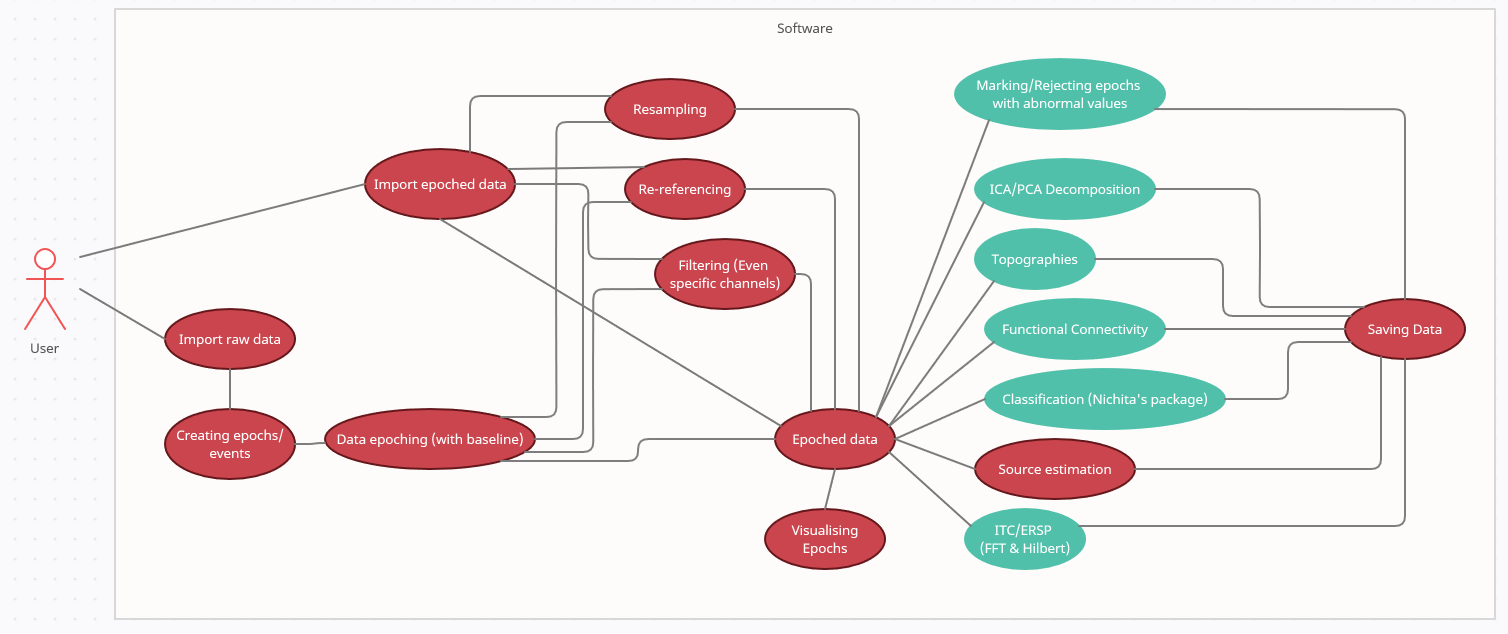 Software
User
Import epoched data
Import raw data
Creating epochs/
events
Data epoching (with baseline)
Resampling
Re-referencing
Filtering (Even
specific channels)
Epoched data
Visualising
Epochs
Marking/Rejecting epochs
with abnormal values
ICA/PCA Decomposition
Topographies
Functional Connectivity
Classification (Nichita's package)
Source estimation
ITC/ERSP
(FFT & Hilbert)
Saving Data